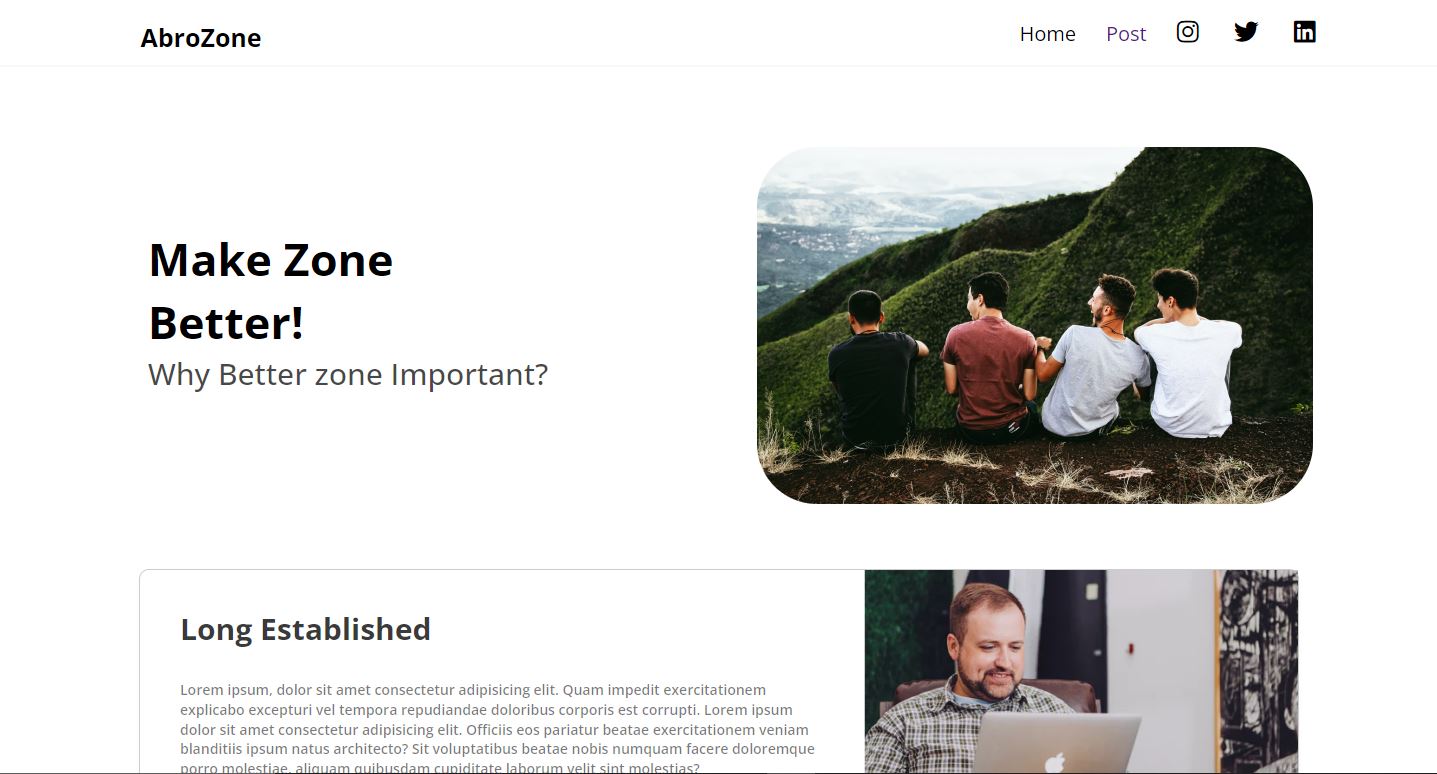 AbroZone
Home Post
Make Zone
Better!
Why Better zone Important?
Long Established
Lorem ipsum, dolor sit amet consectetur adipisicing elit. Quam impedit exercitationem
explicabo excepturi vel tempora repudiandae doloribus corporis est corrupti. Lorem ipsum
dolor sit amet consectetur adipisicing elit. Officiis eos pariatur beatae exercitationem veniam
blanditiis ipsum natus architecto? Sit voluptatibus beatae nobis numquam facere doloremque
porro molestiae, aliquam quibusdam cupiditate laborum velit sint molestias?